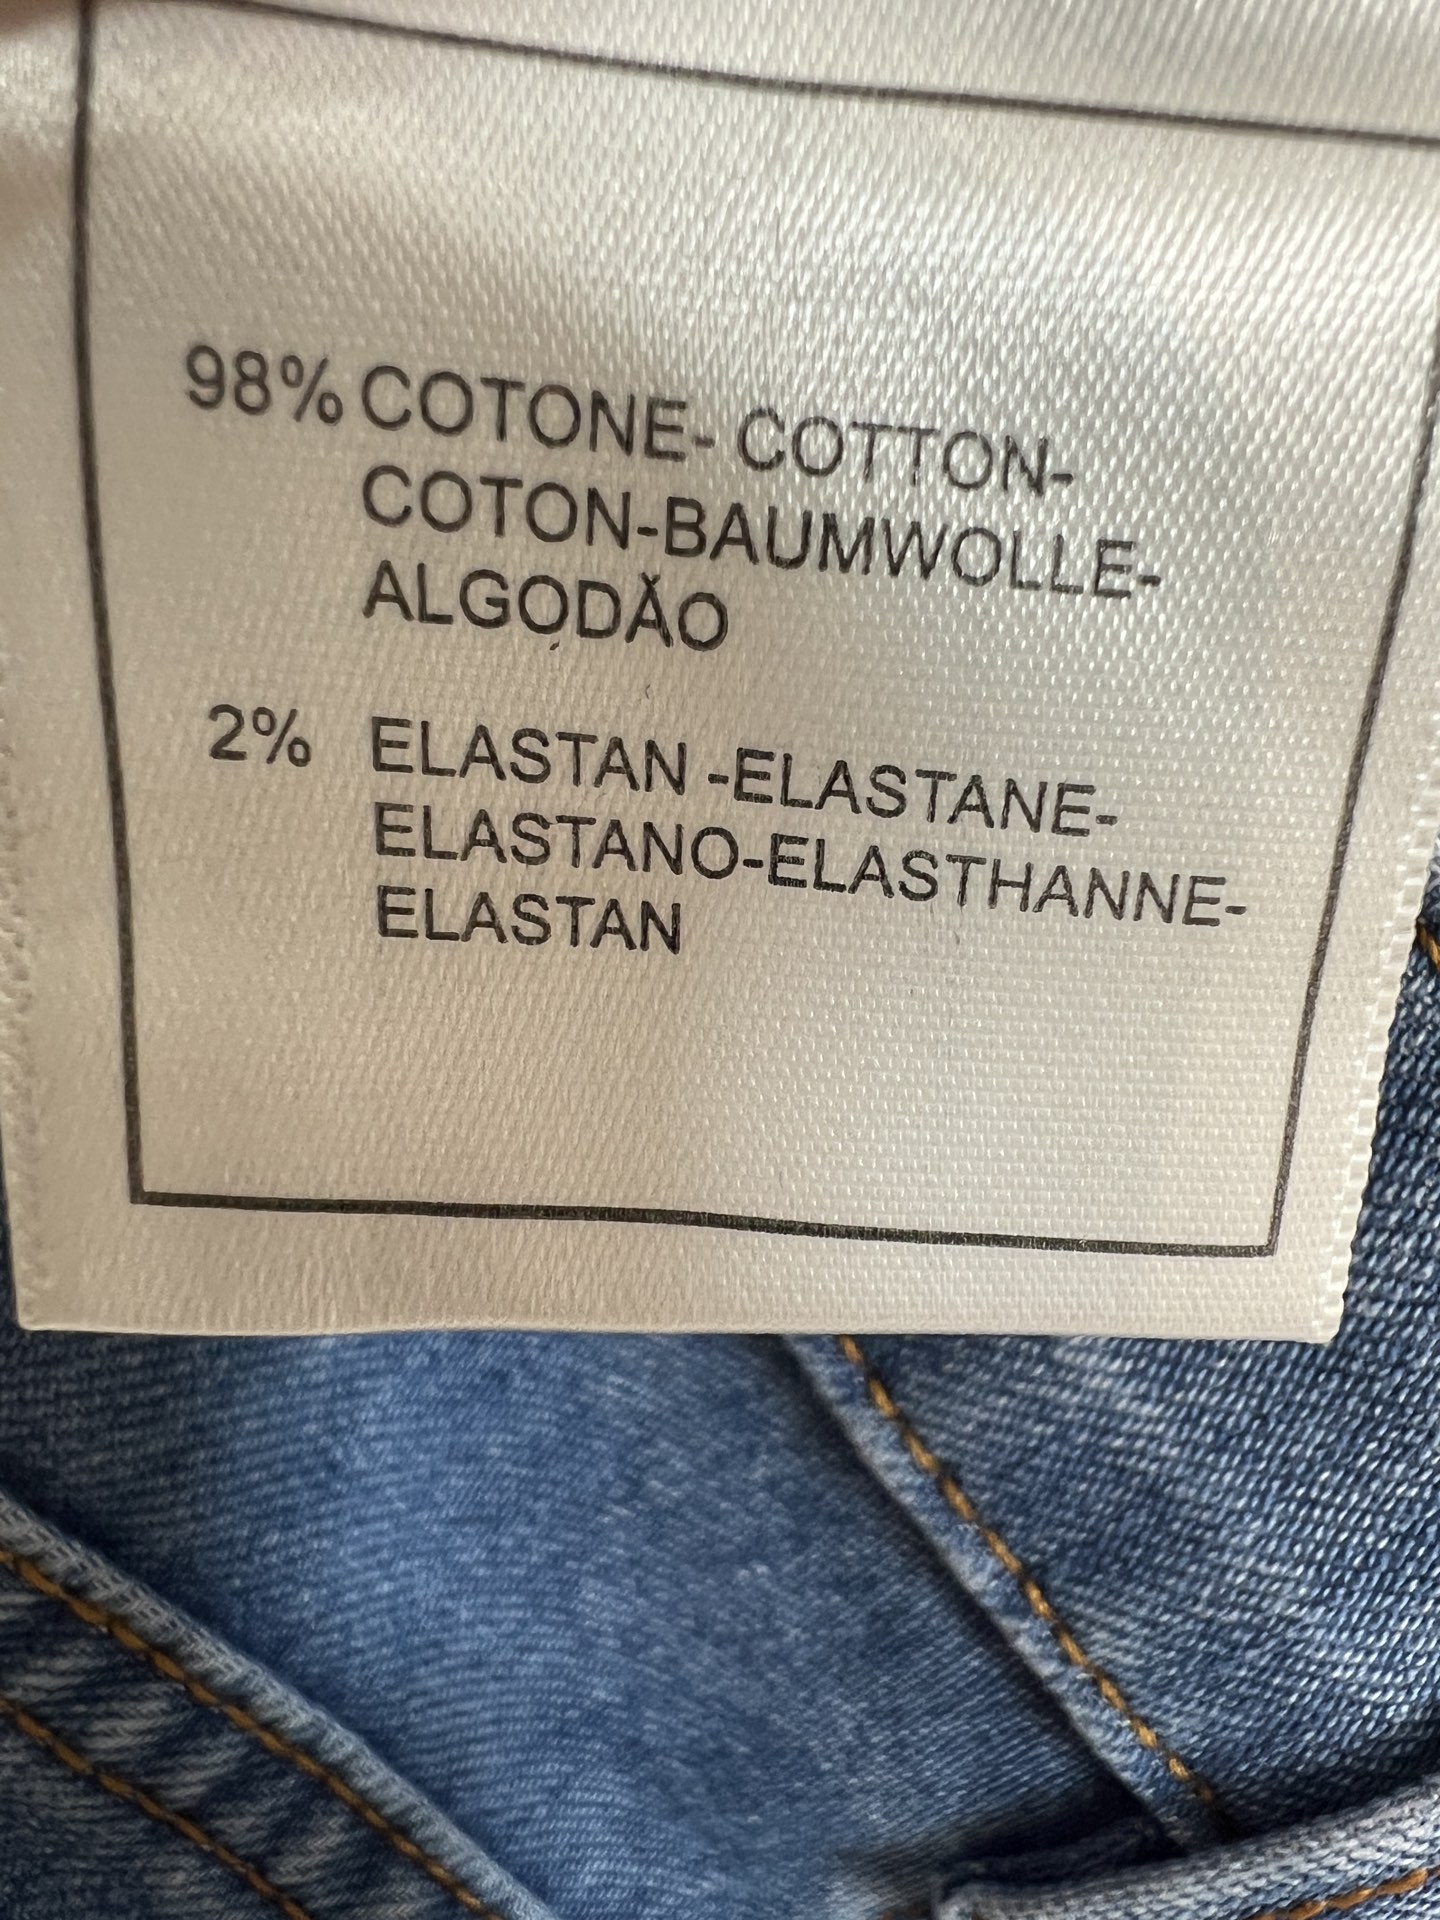 98% COTONE- COTTON-
COTON-BAUMWOLLE-
ALGODÃO
2% ELASTAN -ELASTANE-
ELASTANO-ELASTHANNE-
ELASTAN